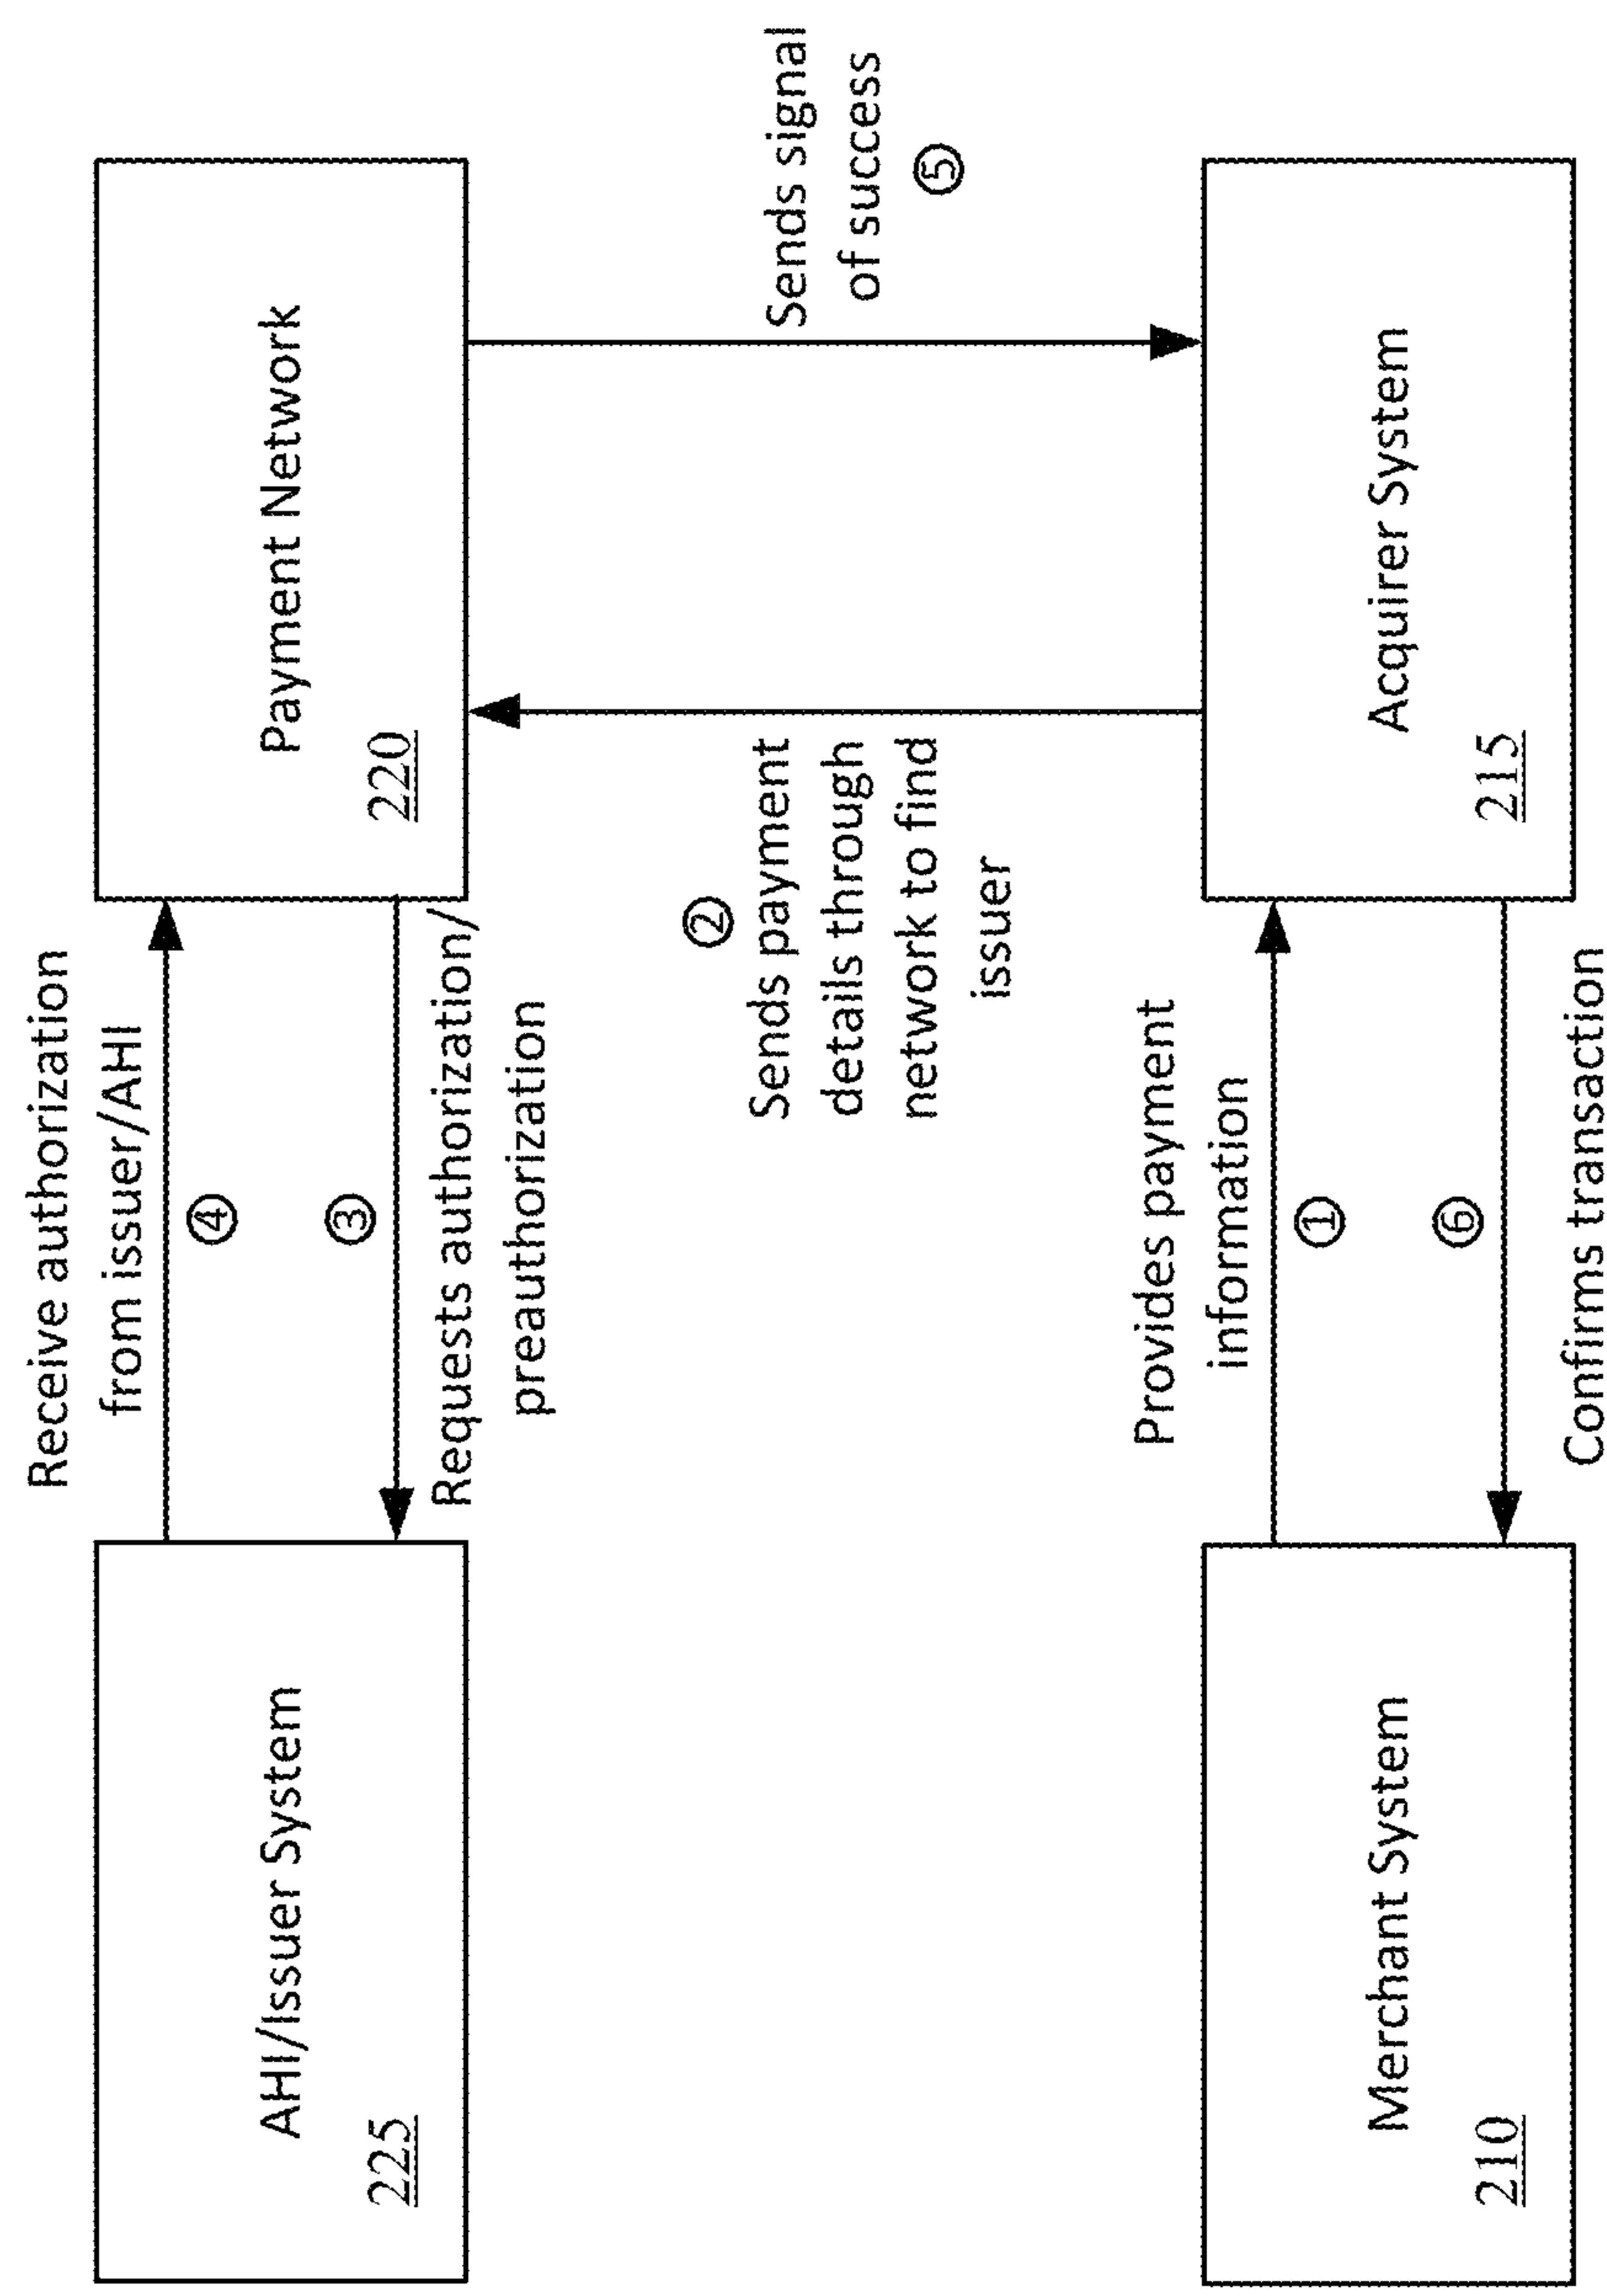 Receive authorization
from issuer/AHI
④
③
Requests authorization/
preauthorization
AHI/Issuer System
225
Payment Network
220
②
Sends payment
details through
network to find
issuer
Sends signal
of success
⑤
Provides payment
information
①
⑥
Confirms transaction
Merchant System
210
Acquirer System
215